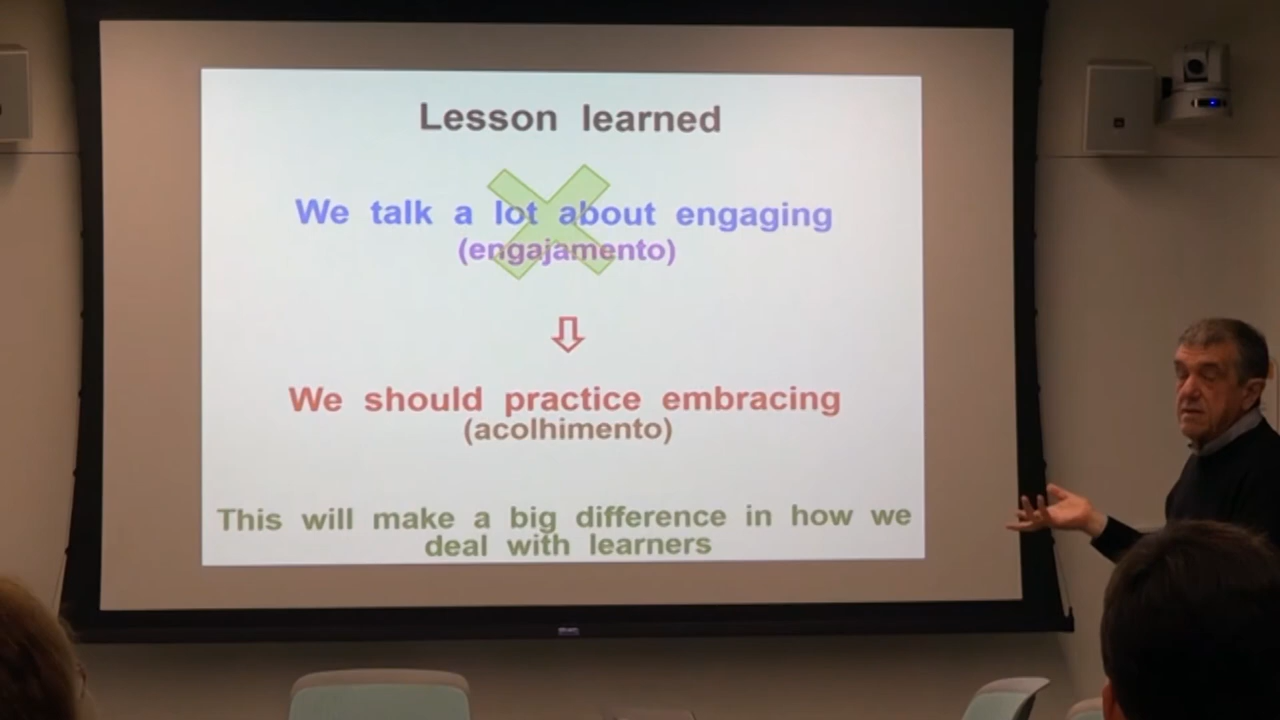 Lesson learned
We talk a lot about engaging
(engajamento)
We should practice embracing
(acolhimento)
This will make a big difference in how we
deal with learners